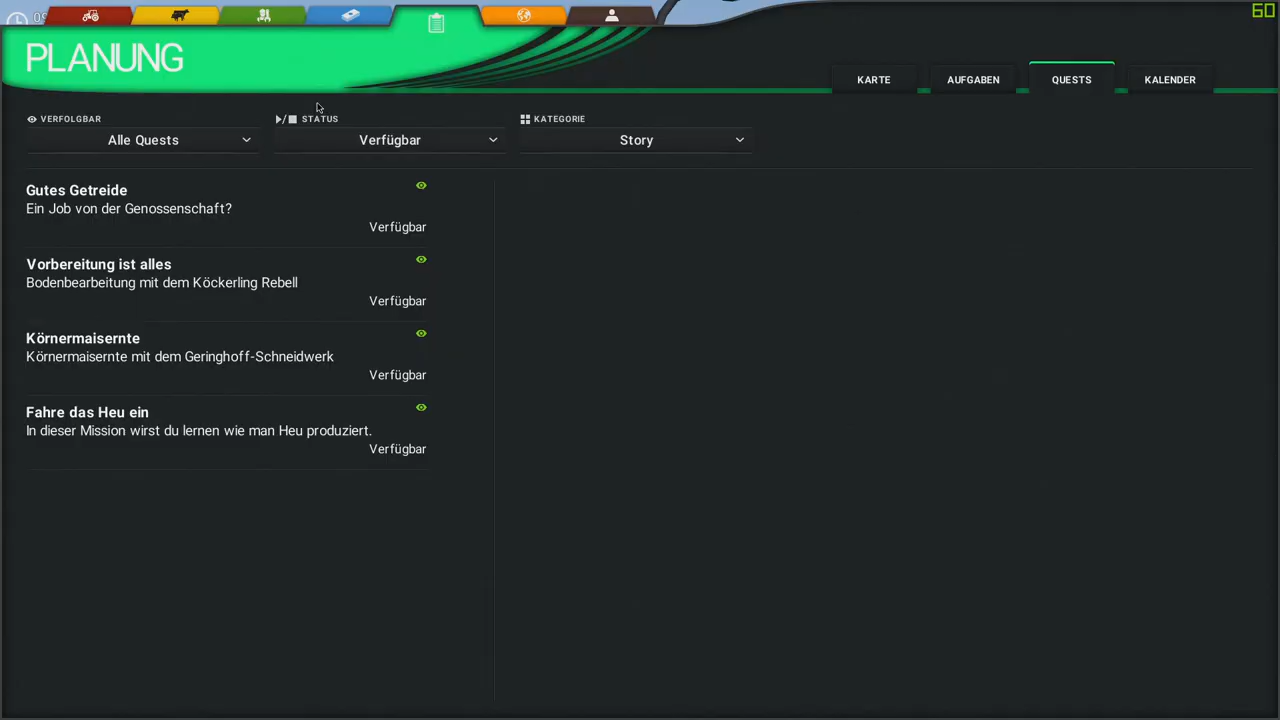 60
PLANUNG
KARTE
AUFGABEN
QUESTS
KALENDER
VERFOLGBAR
Alle Quests
STATUS
Verfügbar
KATEGORIE
Story
Gutes Getreide
Ein Job von der Genossenschaft?
Verfügbar
Vorbereitung ist alles
Bodenbearbeitung mit dem Köckerling Rebell
Verfügbar
Körnermaisernte
Körnermaisernte mit dem Geringhoff-Schneidwerk
Verfügbar
Fahre das Heu ein
In dieser Mission wirst du lernen wie man Heu produziert.
Verfügbar